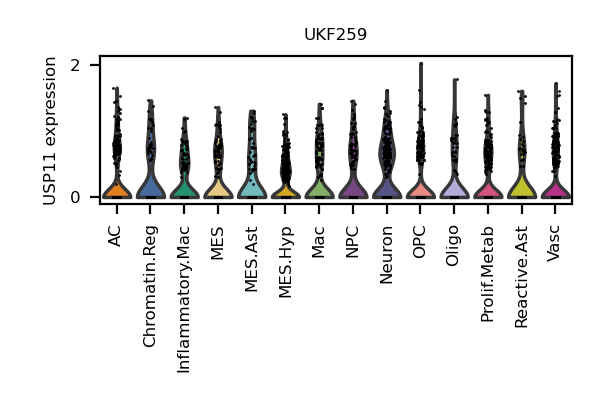 UKF259
USP11 expression
2
0
AC
Chromatin.Reg
Inflammatory.Mac
MES
MES.Ast
MES.Hyp
Mac
NPC
Neuron
OPC
Oligo
Prolif.Metab
Reactive.Ast
Vasc